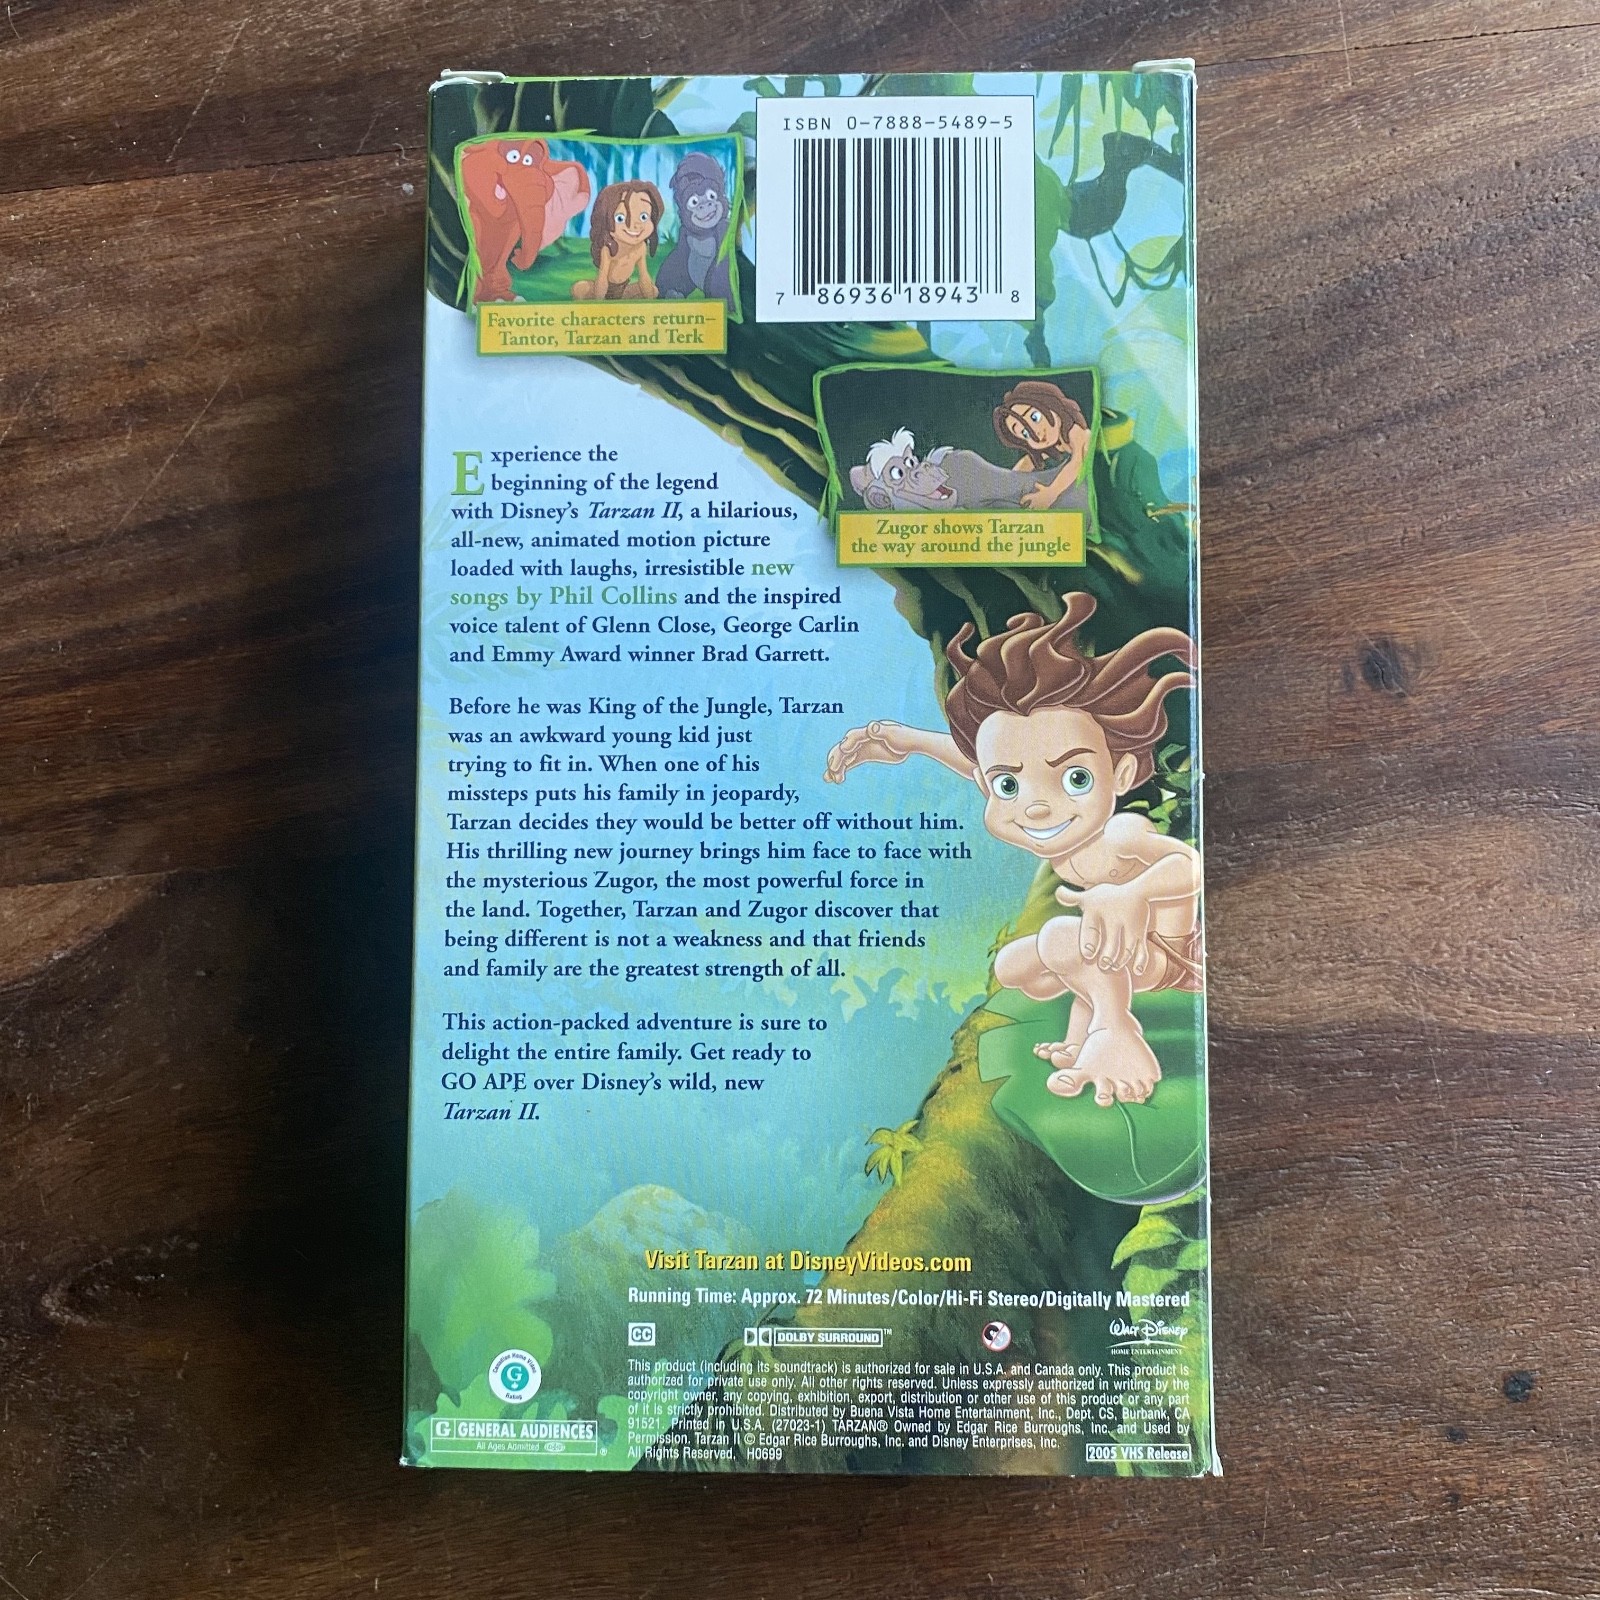 ISBN 0-7888-5489-5
7 86936 18943 8
Favorite characters return–
Tantor, Tarzan and Terk
Zugor shows Tarzan
the way around the jungle
Experience the
beginning of the legend
with Disney's Tarzan II, a hilarious,
all-new, animated motion picture
loaded with laughs, irresistible new
songs by Phil Collins and the inspired
voice talent of Glenn Close, George Carlin
and Emmy Award winner Brad Garrett.
Before he was King of the Jungle, Tarzan
was an awkward young kid just
trying to fit in. When one of his
missteps puts his family in jeopardy,
Tarzan decides they would be better off without him.
His thrilling new journey brings him face to face with
the mysterious Zugor, the most powerful force in
the land. Together, Tarzan and Zugor discover that
being different is not a weakness and that friends
and family are the greatest strength of all.
This action-packed adventure is sure to
delight the entire family. Get ready to
GO APE over Disney's wild, new
Tarzan II.
Visit Tarzan at DisneyVideos.com
Running Time: Approx. 72 Minutes/Color/Hi-Fi Stereo/Digitally Mastered
CC
DOLBY SURROUND™
Walt Disney
HOME ENTERTAINMENT
This product (including its soundtrack) is authorized for sale in U.S.A. and Canada only. This product is
authorized for private use only. All other rights reserved. Unless expressly authorized in writing by the
copyright owner, any copying, exhibition, export, distribution or other use of this product or any part
of it is strictly prohibited. Distributed by Buena Vista Home Entertainment, Inc., Dept. CS, Burbank, CA
91521. Printed in U.S.A. (27023-1) TARZAN® Owned by Edgar Rice Burroughs, Inc. and Used by
Permission. Tarzan II © Edgar Rice Burroughs, Inc. and Disney Enterprises, Inc.
All Rights Reserved. H0699
2005 VHS Release
Canadian Home Video
G
Rating
G GENERAL AUDIENCES ®
All Ages Admitted